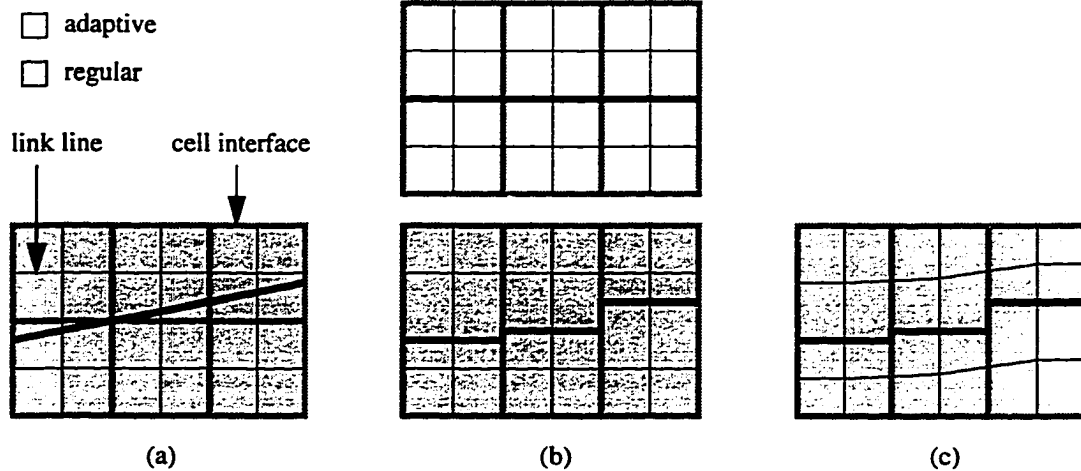 adaptive
regular
link line
cell interface
(a)
(b)
(c)